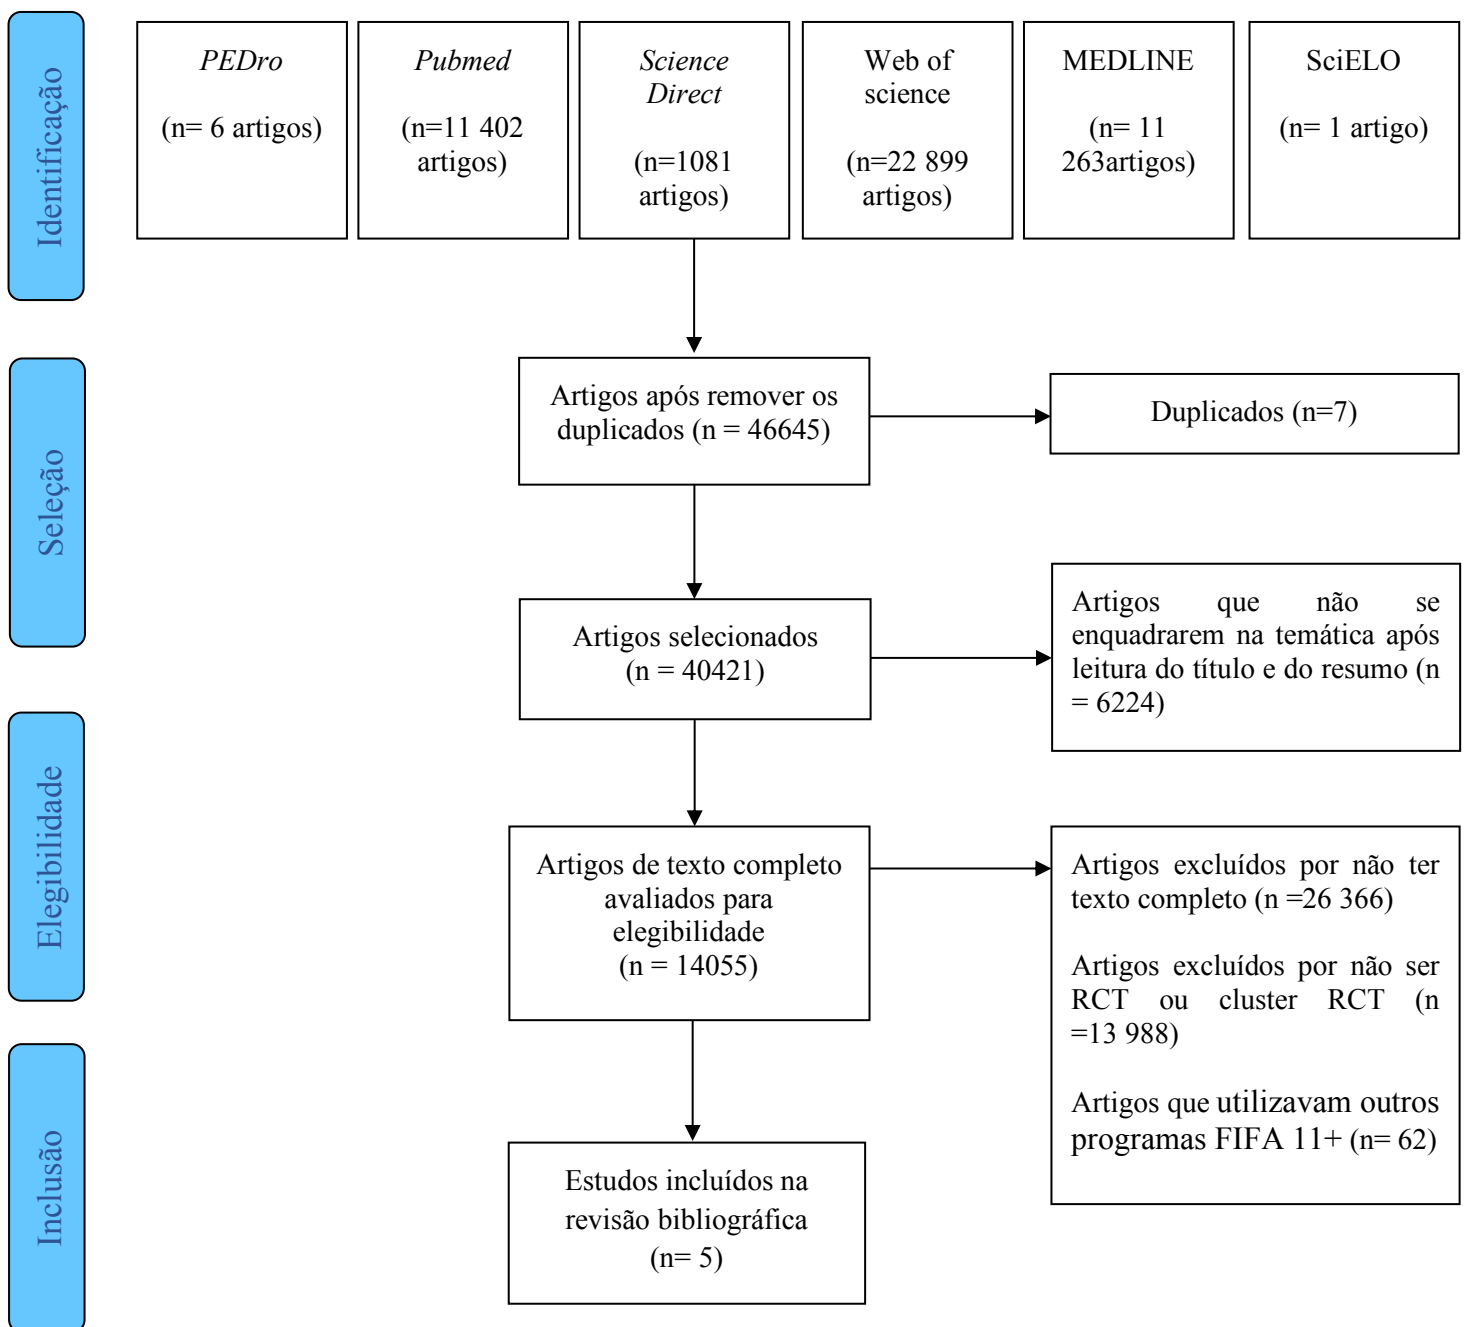 Identificação
PEDro
(n= 6 artigos)
Pubmed
(n=11 402
artigos)
Science
Direct
(n=1081
artigos)
Web of
science
(n=22 899
artigos)
MEDLINE
(n= 11
263artigos)
SciELO
(n= 1 artigo)
Seleção
Artigos após remover os
duplicados (n = 46645)
Duplicados (n=7)
Artigos selecionados
(n = 40421)
Artigos que não se
enquadrarem na temática após
leitura do título e do resumo (n
= 6224)
Elegibilidade
Artigos de texto completo
avaliados para
elegibilidade
(n = 14055)
Artigos excluídos por não ter
texto completo (n =26 366)
Artigos excluídos por não ser
RCT ou cluster RCT (n
=13 988)
Artigos que utilizavam outros
programas FIFA 11+ (n= 62)
Inclusão
Estudos incluídos na
revisão bibliográfica
(n= 5)